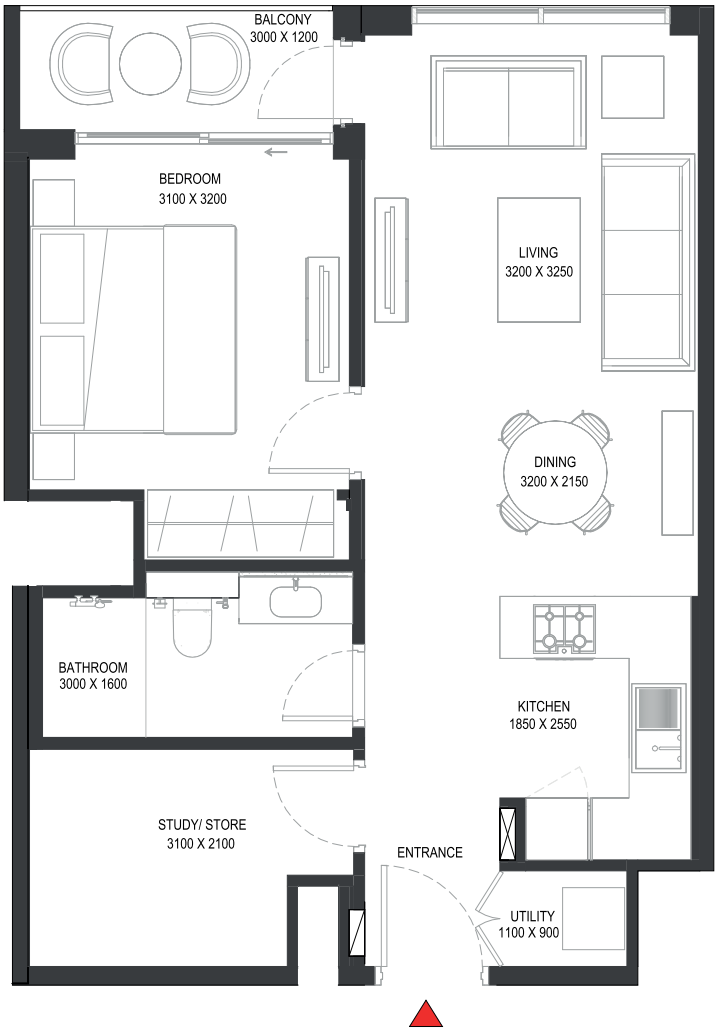 BALCONY
3000 X 1200
BEDROOM
3100 X 3200
LIVING
3200 X 3250
DINING
3200 X 2150
BATHROOM
3000 X 1600
KITCHEN
1850 X 2550
STUDY/ STORE
3100 X 2100
ENTRANCE
UTILITY
1100 X 900